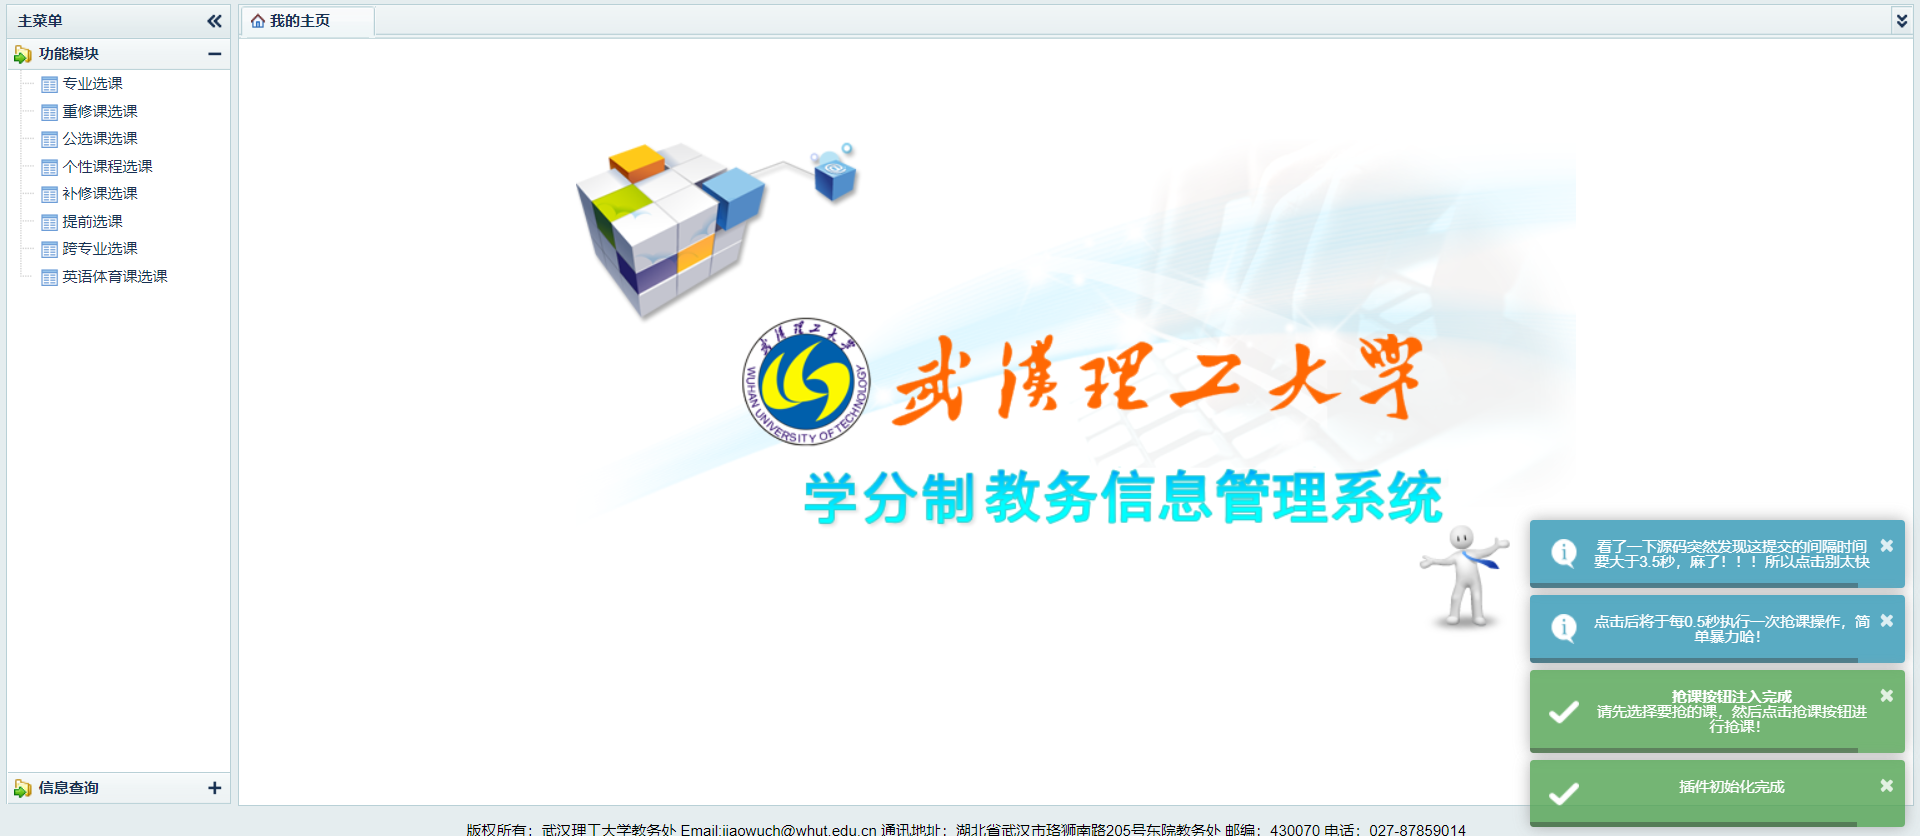 主菜单
我的主页
功能模块
专业选课
重修课选课
公选课选课
个性课程选课
补修课选课
提前选课
跨专业选课
英语体育课选课
武漢理工大学
WUHAN UNIVERSITY OF TECHNOLOGY
武漢理工大学
学分制教务信息管理系统
看了一下源码突然发现这提交的间隔时间
要大于3.5秒，麻了！！！所以点击别太快
点击后将于每0.5秒执行一次抢课操作，简
单暴力哈！
抢课按钮注入完成
请先选择要抢的课，然后点击抢课按钮进
行抢课！
插件初始化完成
信息查询
版权所有：武汉理工大学教务处 Email:jiaowuch@whut.edu.cn 通讯地址：湖北省武汉市珞狮南路205号东院教务处 邮编：430070 电话：027-87859014